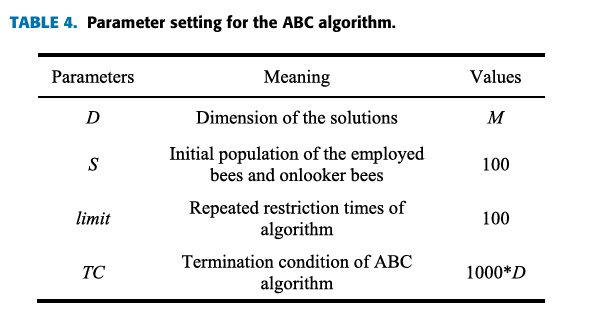 TABLE 4. Parameter setting for the ABC algorithm.
Parameters Meaning Values
D Dimension of the solutions M
S Initial population of the employed bees and onlooker bees 100
limit Repeated restriction times of algorithm 100
TC Termination condition of ABC algorithm 1000*D